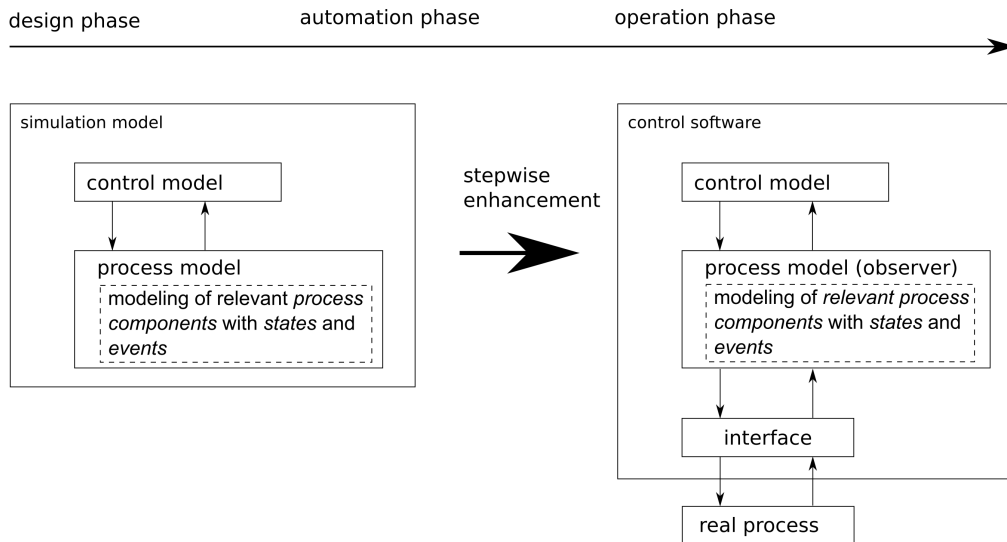 design phase
automation phase
operation phase
simulation model
control model
process model
modeling of relevant process
components with states and
events
stepwise
enhancement
control software
control model
process model (observer)
modeling of relevant process
components with states and
events
interface
real process